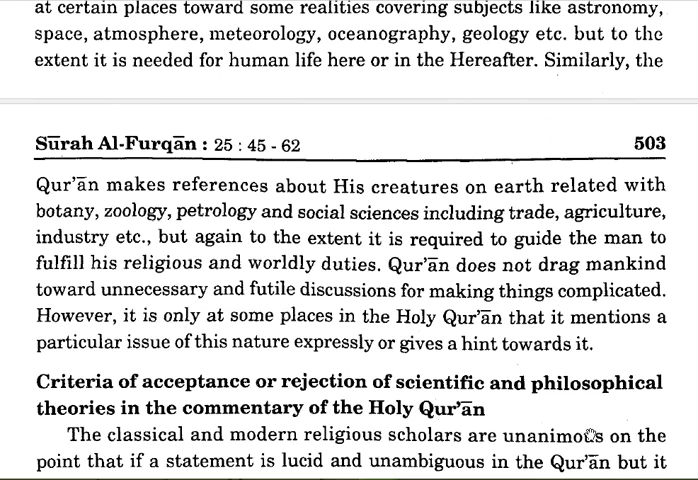 at certain places toward some realities covering subjects like astronomy,
space, atmosphere, meteorology, oceanography, geology etc. but to the
extent it is needed for human life here or in the Hereafter. Similarly, the
Sūrah Al-Furqān : 25 : 45 - 62 503
Qur’ān makes references about His creatures on earth related with
botany, zoology, petrology and social sciences including trade, agriculture,
industry etc., but again to the extent it is required to guide the man to
fulfill his religious and worldly duties. Qur’ān does not drag mankind
toward unnecessary and futile discussions for making things complicated.
However, it is only at some places in the Holy Qur’ān that it mentions a
particular issue of this nature expressly or gives a hint towards it.
Criteria of acceptance or rejection of scientific and philosophical
theories in the commentary of the Holy Qur’ān
The classical and modern religious scholars are unanimous on the
point that if a statement is lucid and unambiguous in the Qur’ān but it